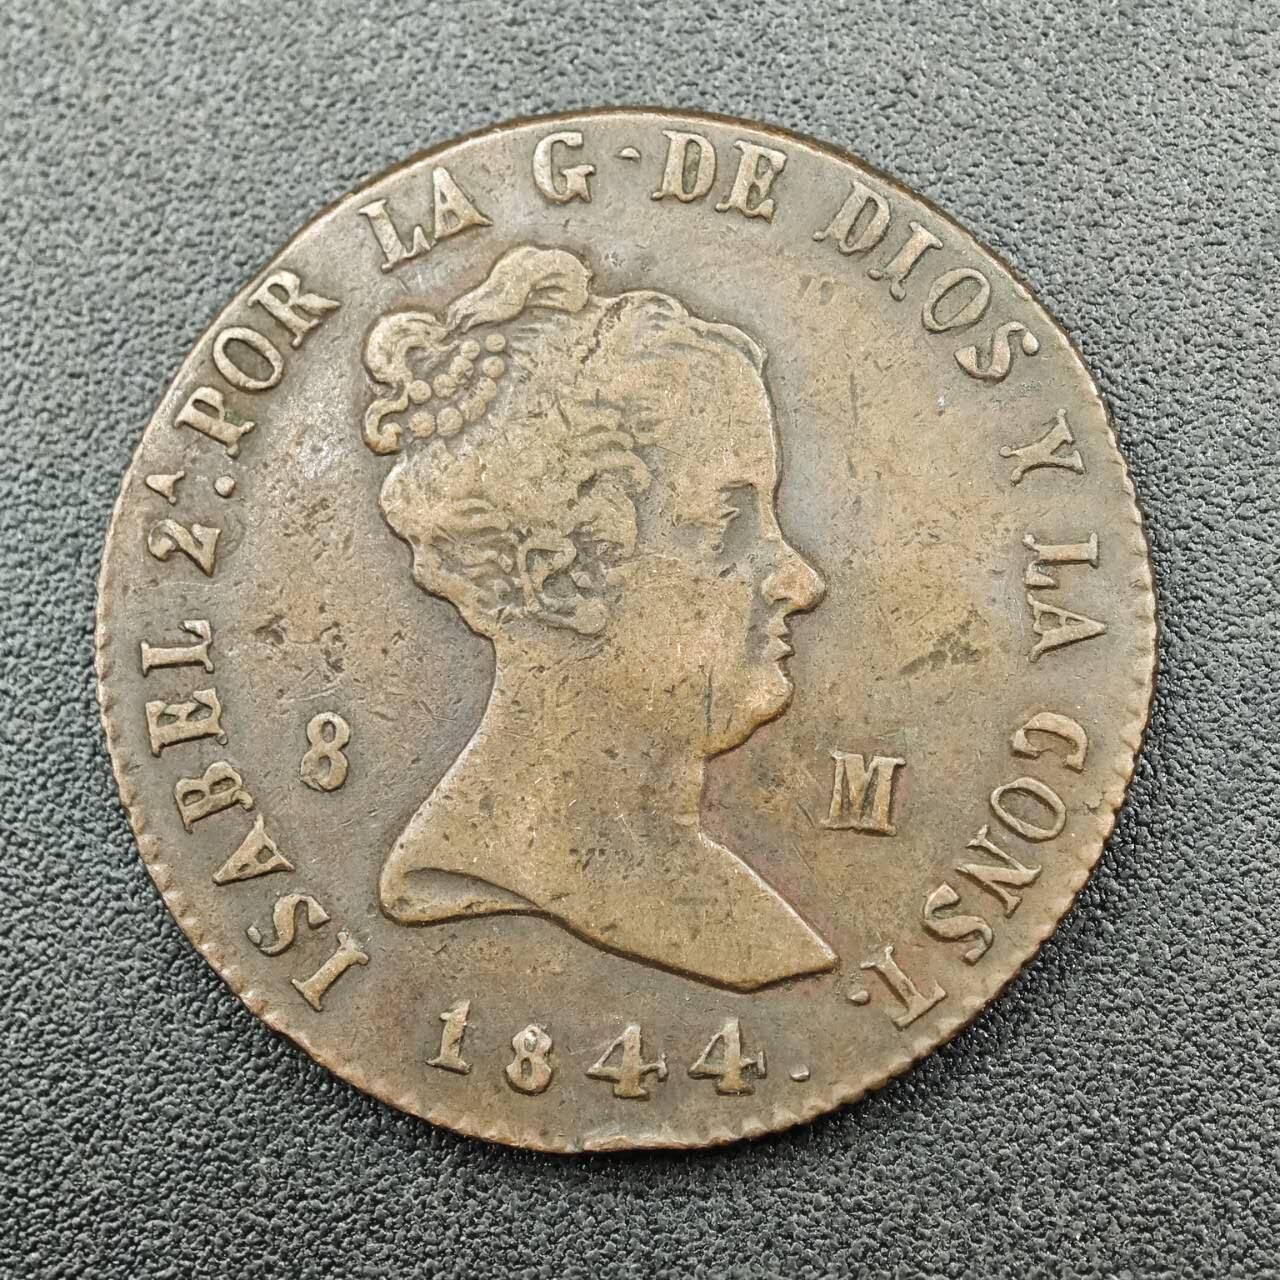 ISABEL 2ª. POR LA G· DE DIOS Y LA CONST.
8 M
1844.